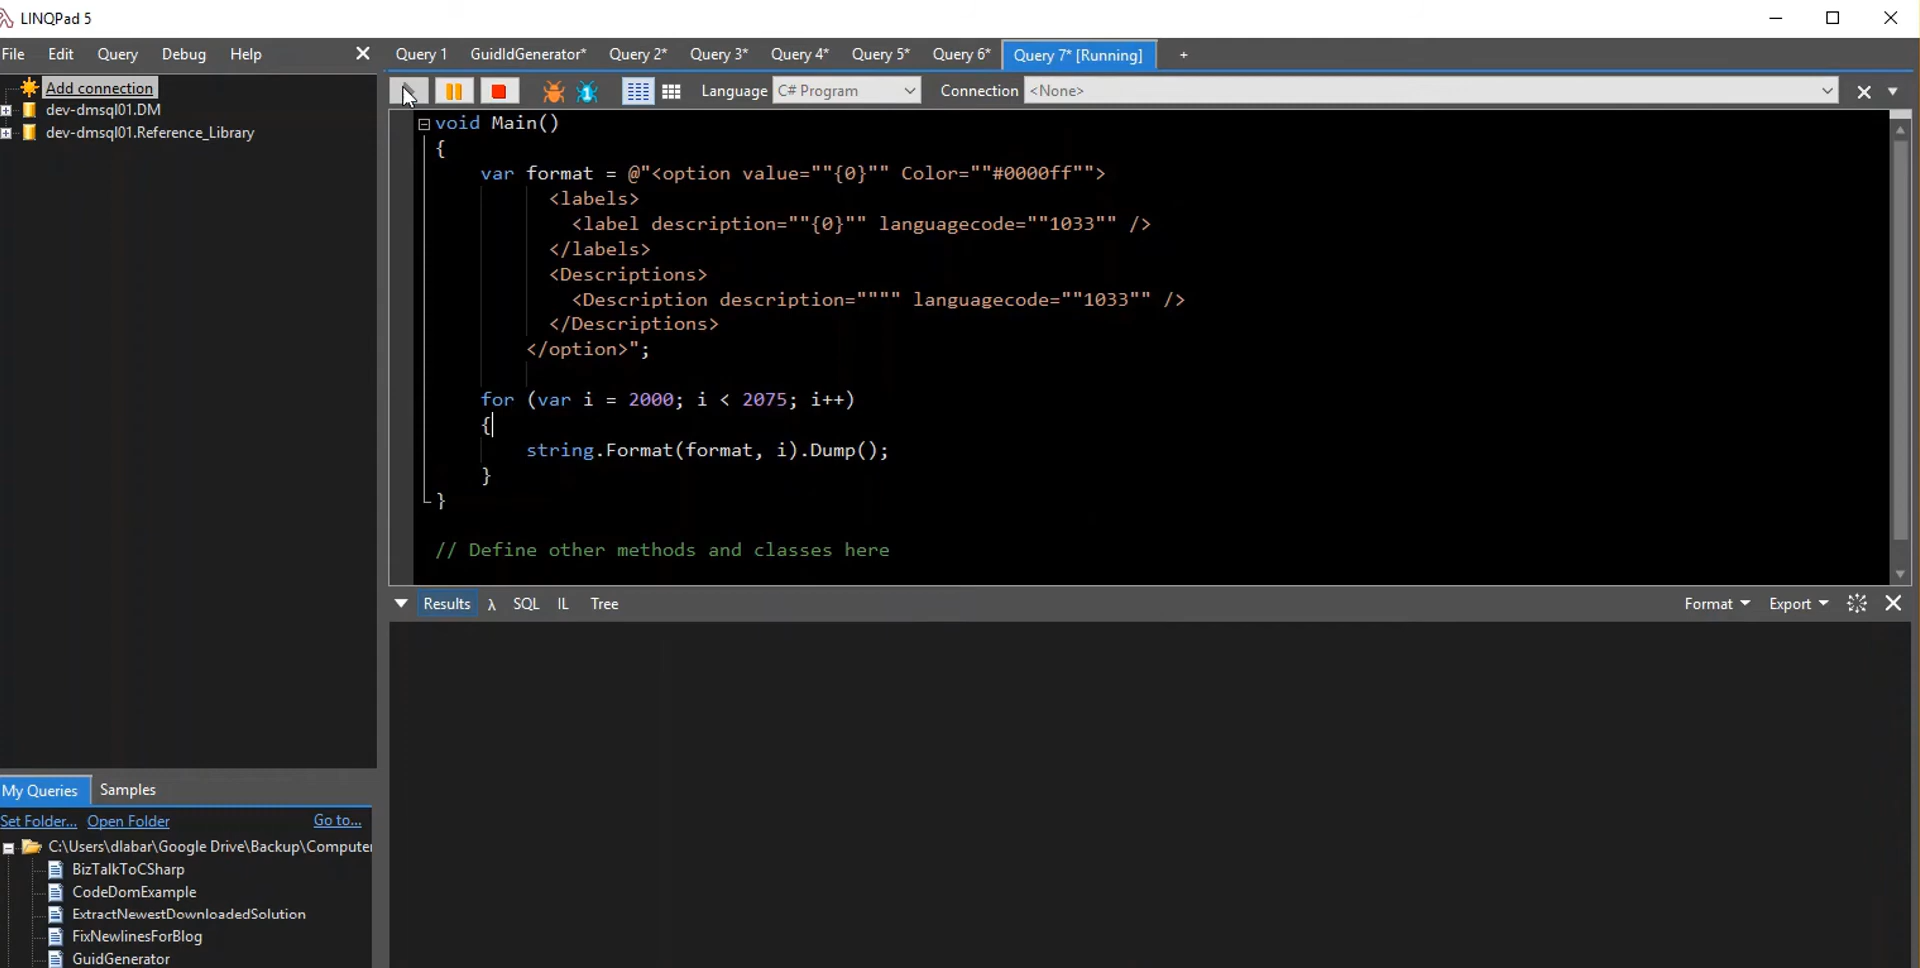 LINQPad 5
File Edit Query Debug Help
Query 1 GuidIdGenerator* Query 2* Query 3* Query 4* Query 5* Query 6* Query 7* [Running] +
Add connection
Language C# Program Connection <None>
dev-dmsql01.DM
dev-dmsql01.Reference_Library
void Main()
{
var format = @"<option value=""{0}"" Color=""#0000ff"">
<labels>
<label description=""{0}"" languagecode=""1033"" />
</labels>
<Descriptions>
<Description description="""" languagecode=""1033"" />
</Descriptions>
</option>";
for (var i = 2000; i < 2075; i++)
{
string.Format(format, i).Dump();
}
}
// Define other methods and classes here
Results λ SQL IL Tree Format Export
My Queries Samples
Set Folder... Open Folder Go to...
C:\Users\dlabar\Google Drive\Backup\Computer
BizTalkToCSharp
CodeDomExample
ExtractNewestDownloadedSolution
FixNewlinesForBlog
GuidGenerator